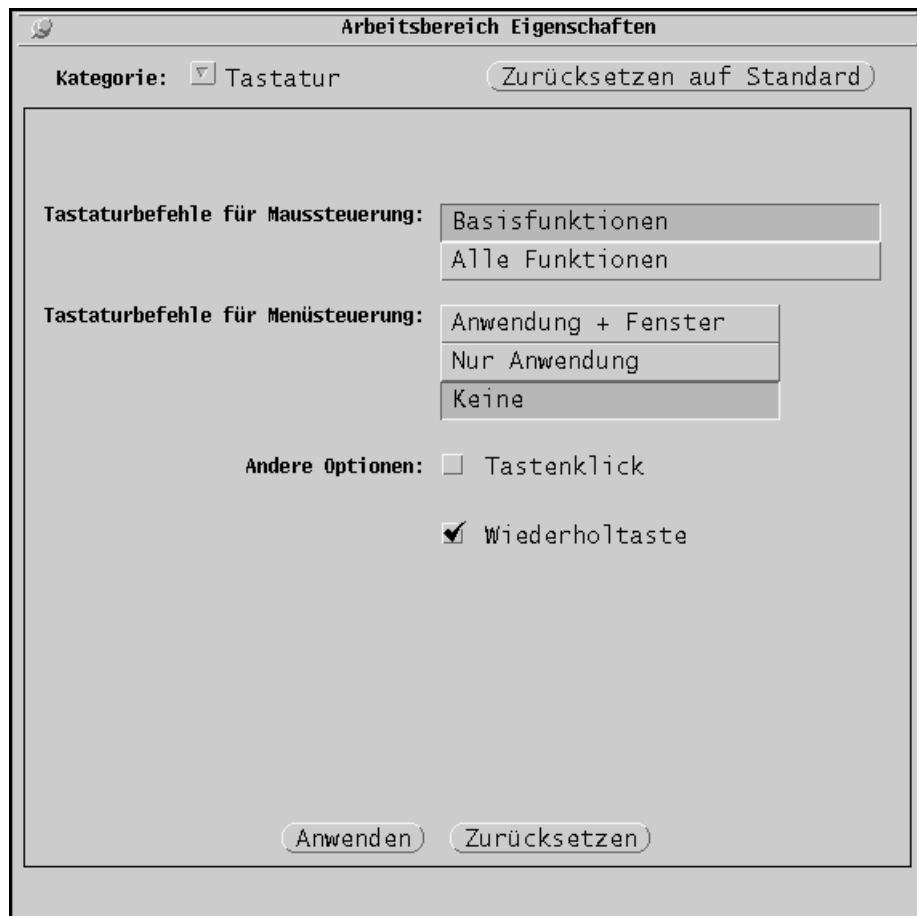 Arbeitsbereich Eigenschaften
Kategorie: Tastatur Zurücksetzen auf Standard
Tastaturbefehle für Maussteuerung: Basisfunktionen
Alle Funktionen
Tastaturbefehle für Menüsteuerung: Anwendung + Fenster
Nur Anwendung
Keine
Andere Optionen: Tastenklick
Wiederholtaste
Anwenden Zurücksetzen